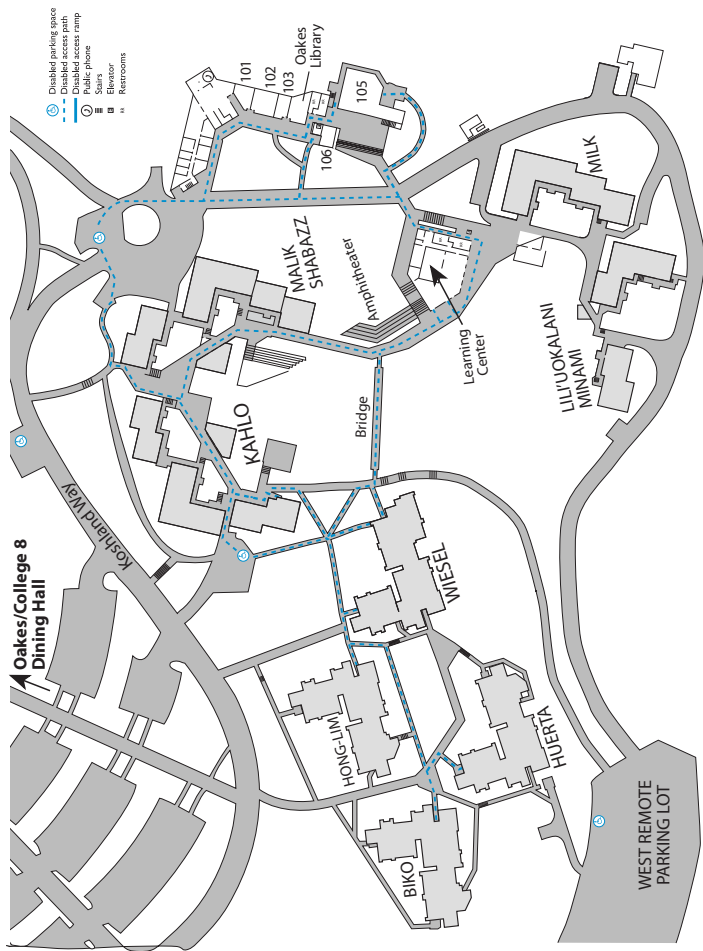 Disabled parking space
Disabled access path
Disabled access ramp
Public phone
Stairs
Elevator
Restrooms
101
102
103
Oakes
Library
105
106
MALIK
SHABAZZ
Amphitheater
Learning
Center
MILK
LILI'UOKALANI
MINAMI
KAHLO
Bridge
Koshland Way
Oakes/College 8
Dining Hall
WIESEL
HONG-LIM
HUERTA
BIKO
WEST REMOTE
PARKING LOT